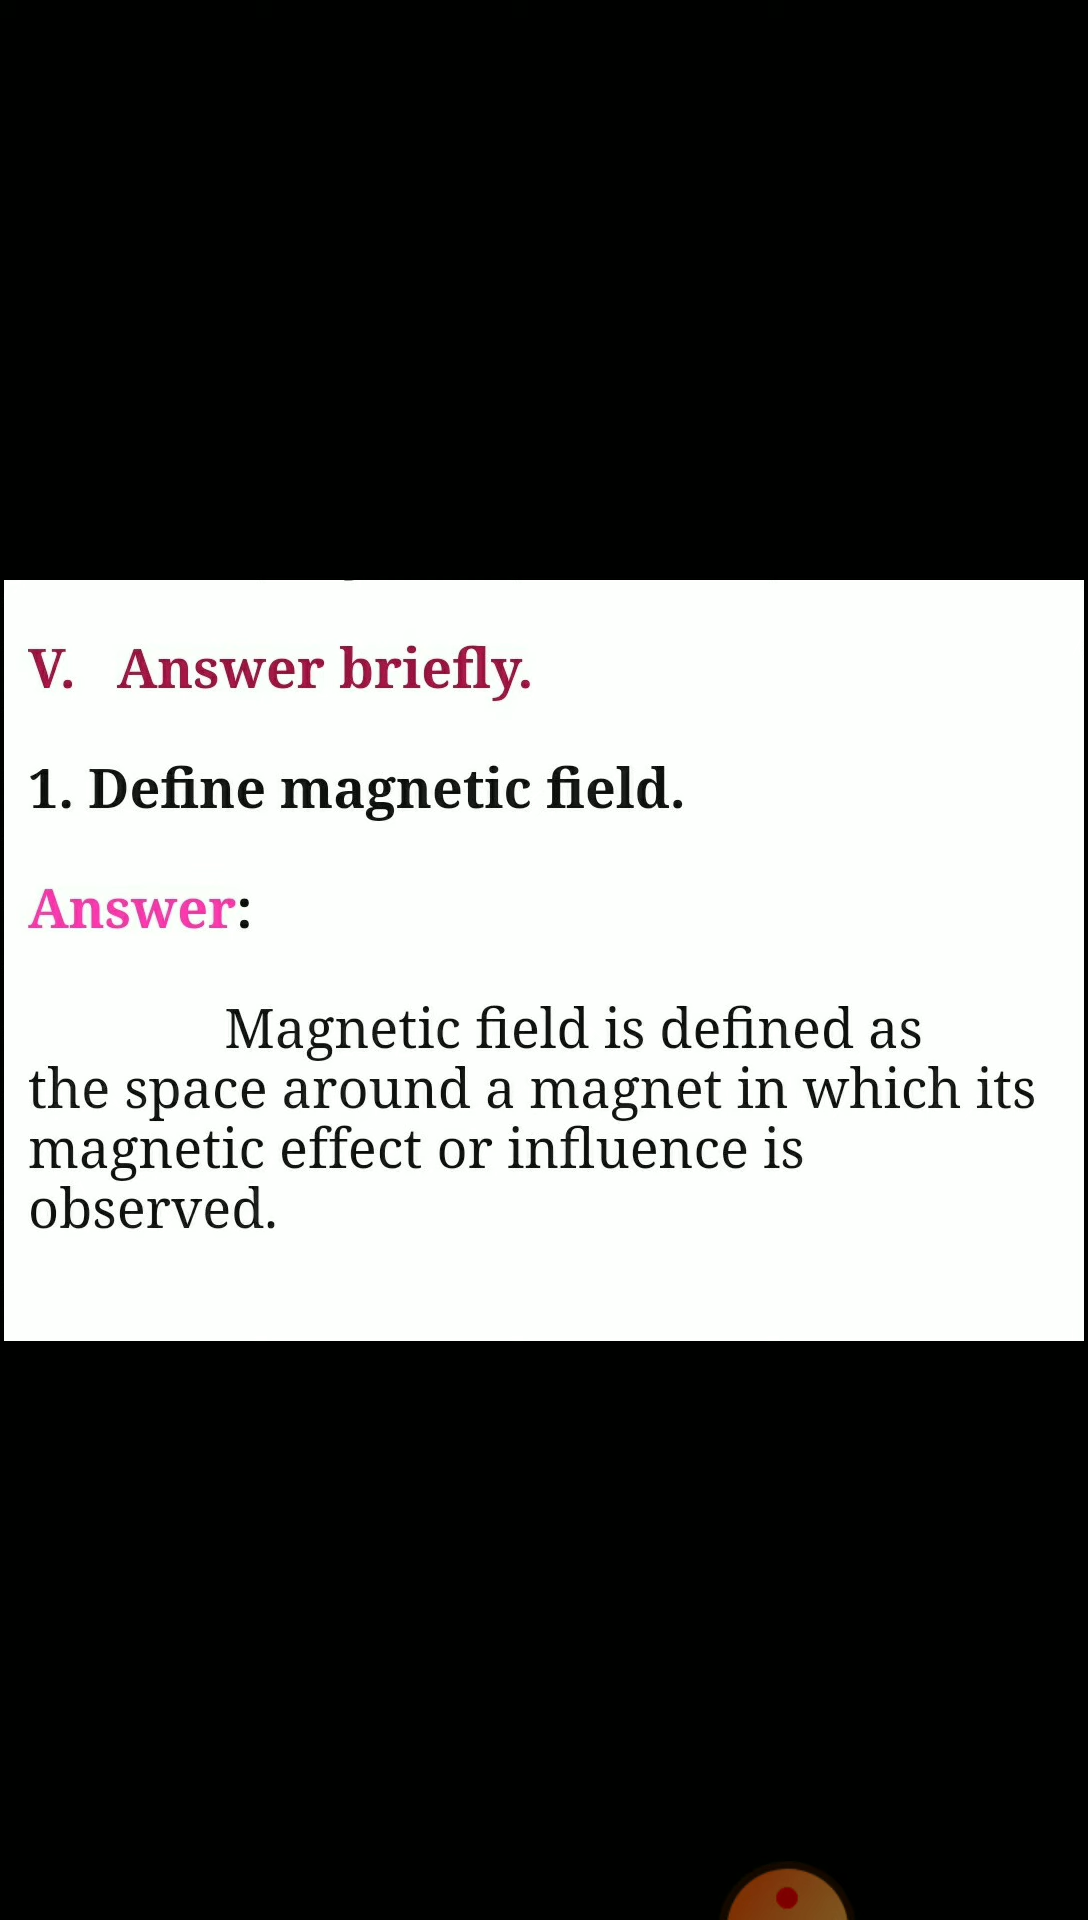 V. Answer briefly.
1. Define magnetic field.
Answer:
Magnetic field is defined as
the space around a magnet in which its
magnetic effect or influence is
observed.